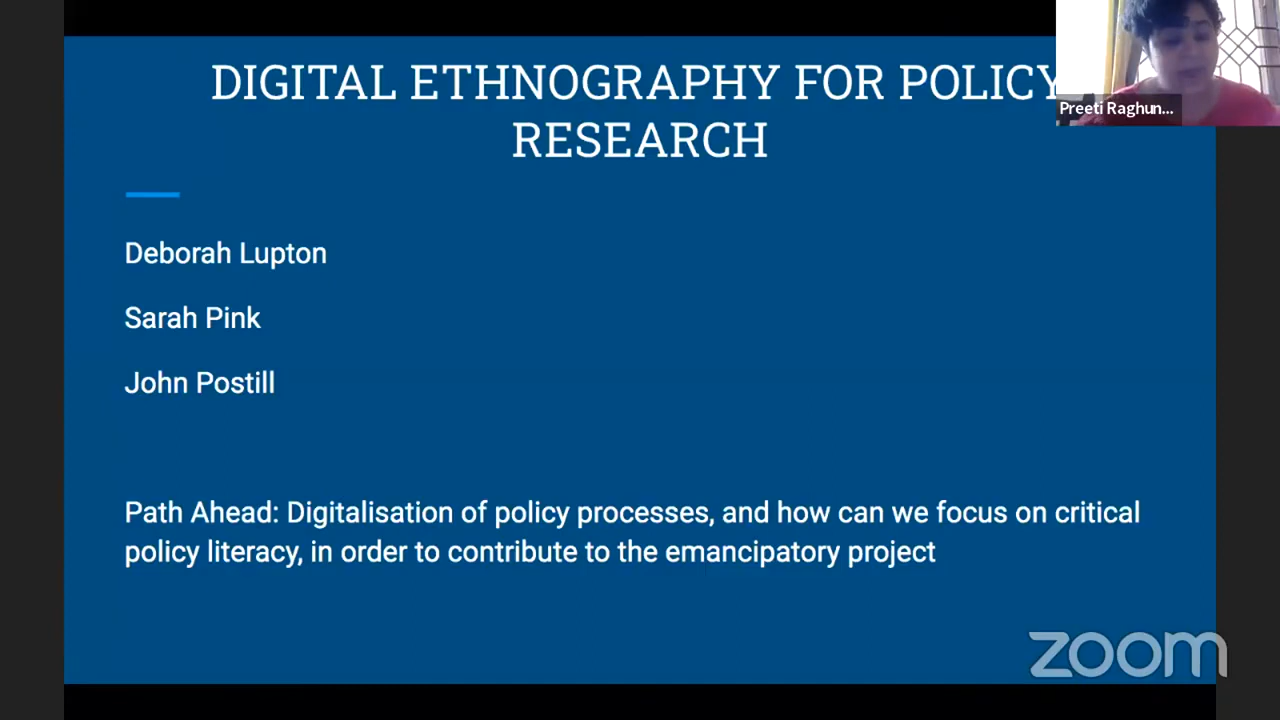 DIGITAL ETHNOGRAPHY FOR POLICY
RESEARCH
Preeti Raghun...
Deborah Lupton
Sarah Pink
John Postill
Path Ahead: Digitalisation of policy processes, and how can we focus on critical
policy literacy, in order to contribute to the emancipatory project
zoom